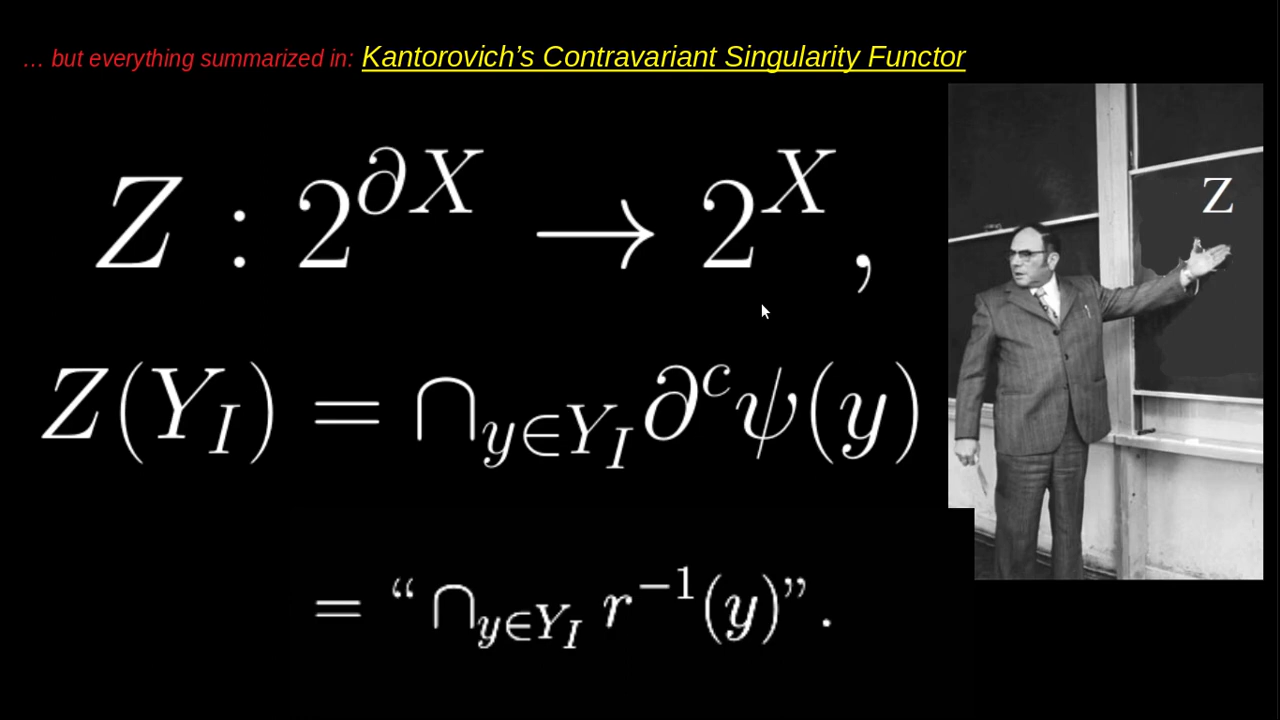 … but everything summarized in: Kantorovich’s Contravariant Singularity Functor
Z : 2^{∂X} → 2^X,
Z
Z(Y_I) = ∩_{y∈Y_I} ∂^c ψ(y)
= “ ∩_{y∈Y_I} r^{−1}(y)”.